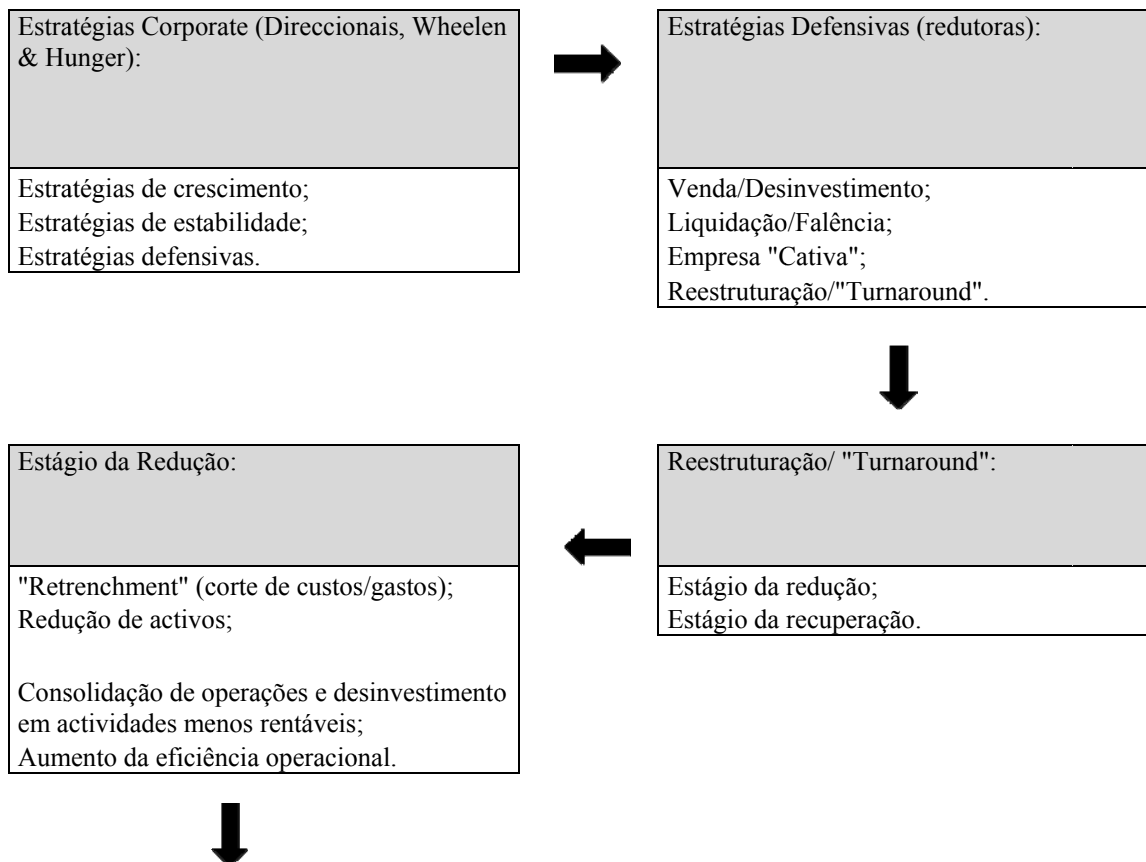 Estratégias Corporate (Direccionais, Wheelen
& Hunger):
Estratégias de crescimento;
Estratégias de estabilidade;
Estratégias defensivas.
Estratégias Defensivas (redutoras):
Venda/Desinvestimento;
Liquidação/Falência;
Empresa "Cativa";
Reestruturação/"Turnaround".
Reestruturação/ "Turnaround":
Estágio da redução;
Estágio da recuperação.
Estágio da Redução:
"Retrenchment" (corte de custos/gastos);
Redução de activos;
Consolidação de operações e desinvestimento
em actividades menos rentáveis;
Aumento da eficiência operacional.